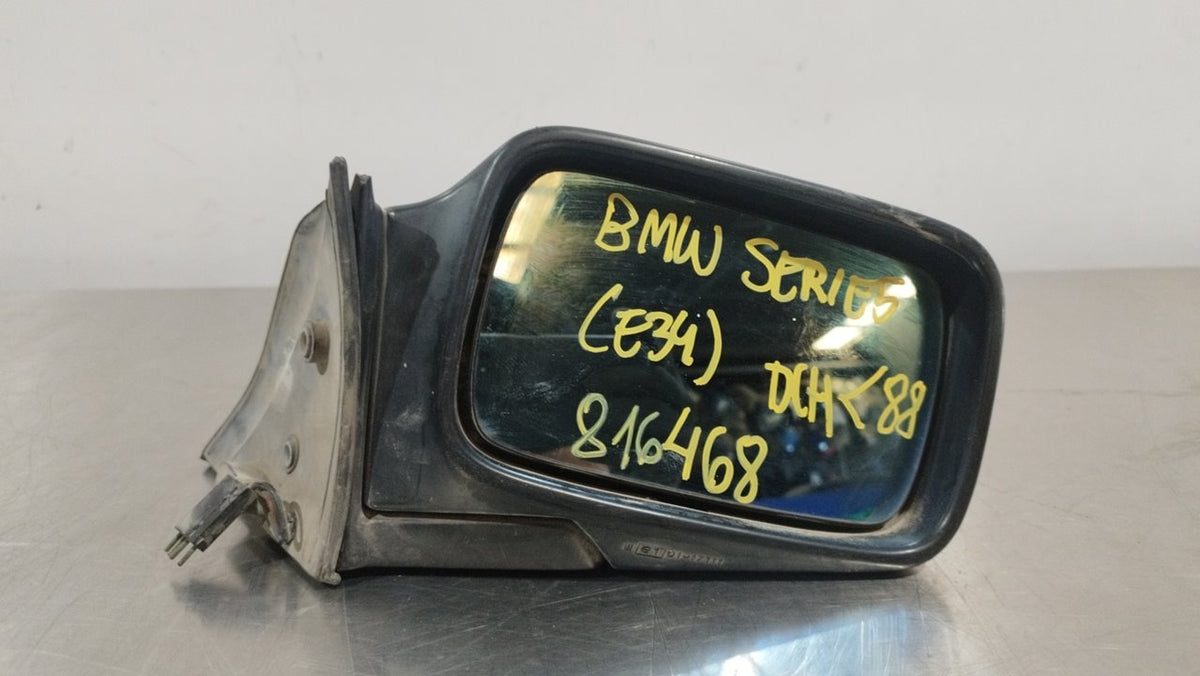 BMW SERIE5
(E34) DCH<88
816468